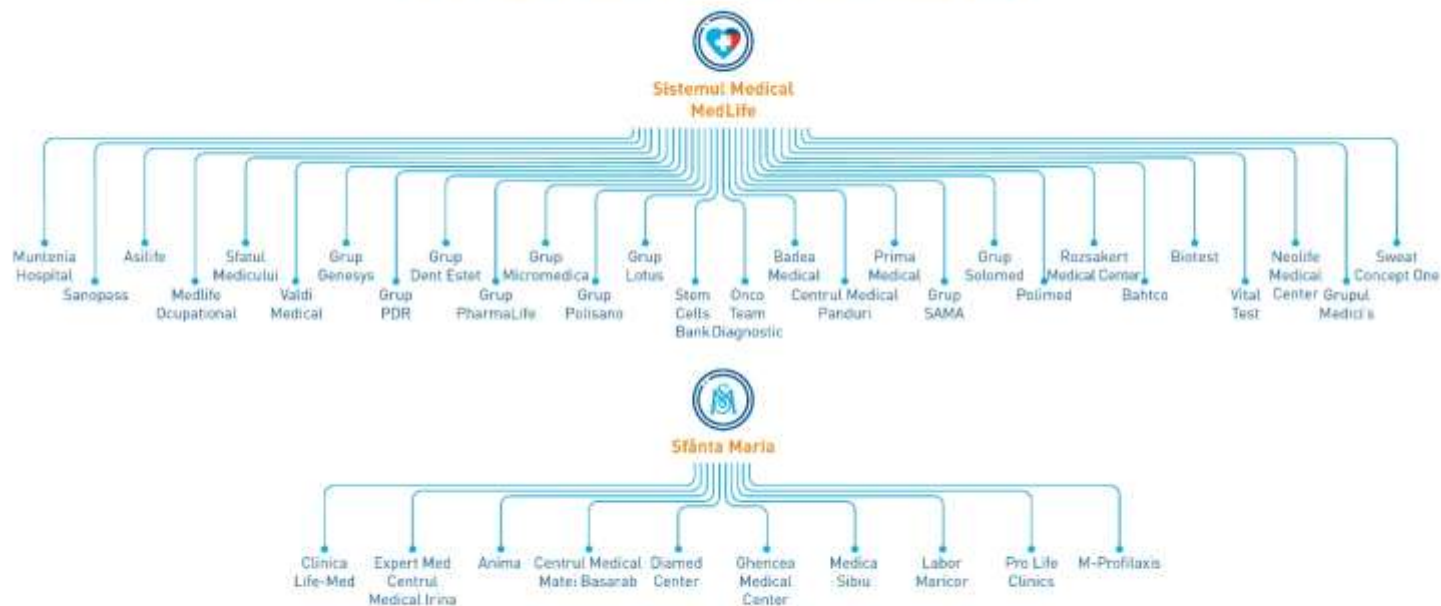 Sistemul Medical
MedLife
Muntenia
Hospital
Sanopass
Asilife
Medlife
Ocupational
Sfatul
Medicului
Valdi
Medical
Grup
Genesys
Grup
PDR
Grup
Dent Estet
Grup
PharmaLife
Grup
Micromedica
Grup
Polisano
Grup
Lotus
Stem
Cells
Bank
Onco
Team
Diagnostic
Badea
Medical
Centrul Medical
Panduri
Prima
Medical
Grup
SAMA
Grup
Solomed
Polimed
Rozsakert
Medical Center
Bahtco
Biotest
Vital
Test
Neolife
Medical
Center
Grupul
Medici's
Sweat
Concept One
Sfânta Maria
Clinica
Life-Med
Expert Med
Centrul
Medical Irina
Anima
Centrul Medical
Matei Basarab
Diamed
Center
Ghencea
Medical
Center
Medica
Sibiu
Labor
Maricor
Pro Life
Clinics
M-Profilaxis